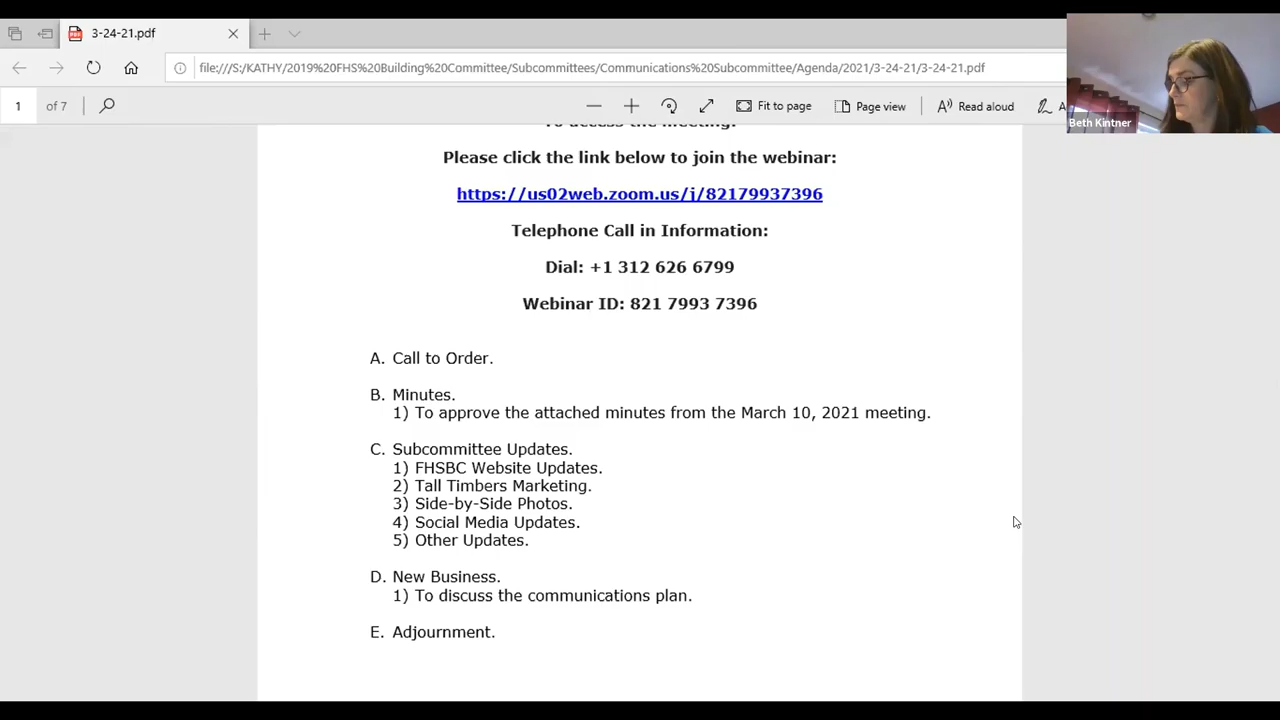 3-24-21.pdf
file:///S:/KATHY/2019%20FHS%20Building%20Committee/Subcommittees/Communications%20Subcommittee/Agenda/2021/3-24-21/3-24-21.pdf
1 of 7 Fit to page Page view Read aloud
Beth Kintner
To access the meeting:
Please click the link below to join the webinar:
https://us02web.zoom.us/j/82179937396
Telephone Call in Information:
Dial: +1 312 626 6799
Webinar ID: 821 7993 7396
A. Call to Order.
B. Minutes.
1) To approve the attached minutes from the March 10, 2021 meeting.
C. Subcommittee Updates.
1) FHSBC Website Updates.
2) Tall Timbers Marketing.
3) Side-by-Side Photos.
4) Social Media Updates.
5) Other Updates.
D. New Business.
1) To discuss the communications plan.
E. Adjournment.